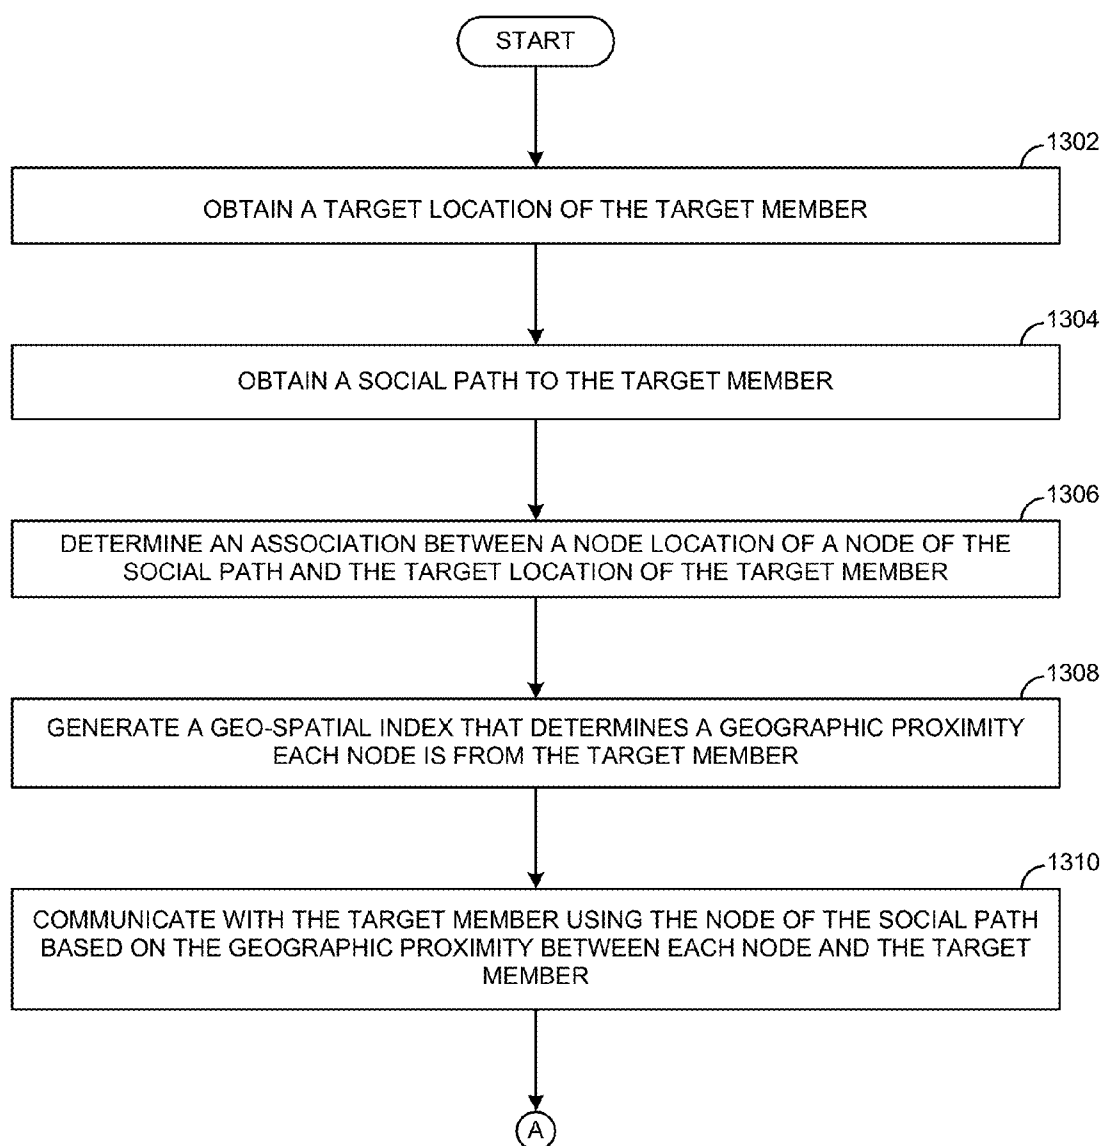 START
1302
OBTAIN A TARGET LOCATION OF THE TARGET MEMBER
1304
OBTAIN A SOCIAL PATH TO THE TARGET MEMBER
1306
DETERMINE AN ASSOCIATION BETWEEN A NODE LOCATION OF A NODE OF THE
SOCIAL PATH AND THE TARGET LOCATION OF THE TARGET MEMBER
1308
GENERATE A GEO-SPATIAL INDEX THAT DETERMINES A GEOGRAPHIC PROXIMITY
EACH NODE IS FROM THE TARGET MEMBER
1310
COMMUNICATE WITH THE TARGET MEMBER USING THE NODE OF THE SOCIAL PATH
BASED ON THE GEOGRAPHIC PROXIMITY BETWEEN EACH NODE AND THE TARGET
MEMBER
A